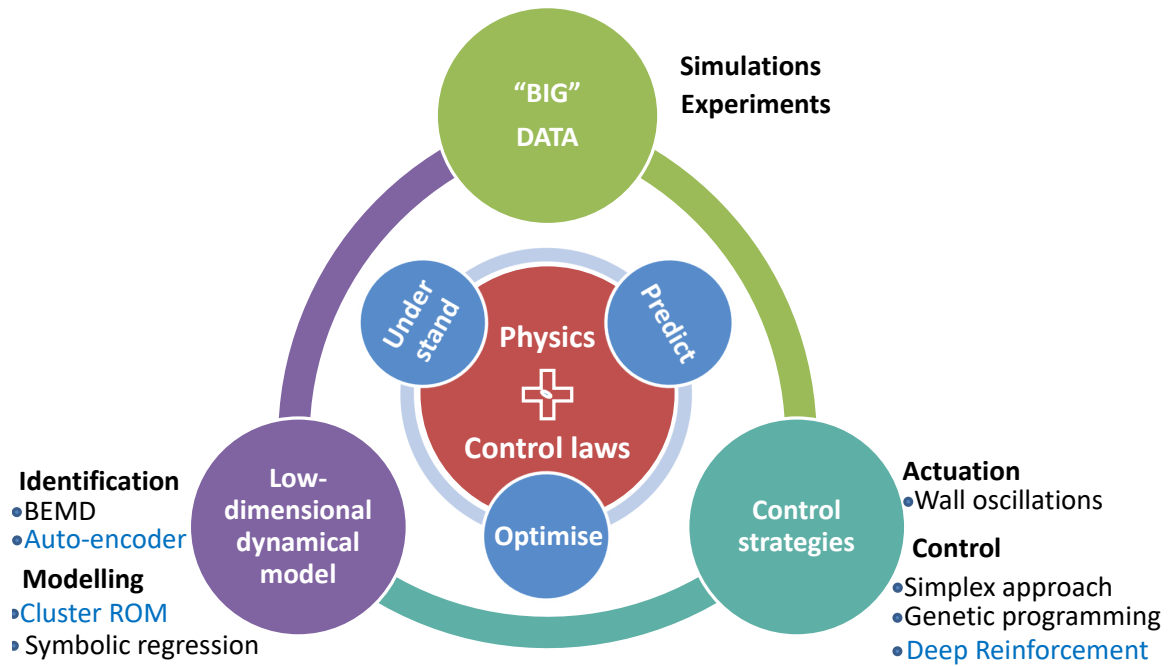 “BIG”
DATA
Simulations
Experiments
Under
stand
Predict
Physics
Control laws
Optimise
Low-
dimensional
dynamical
model
Control
strategies
Identification
BEMD
Auto-encoder
Modelling
Cluster ROM
Symbolic regression
Actuation
Wall oscillations
Control
Simplex approach
Genetic programming
Deep Reinforcement